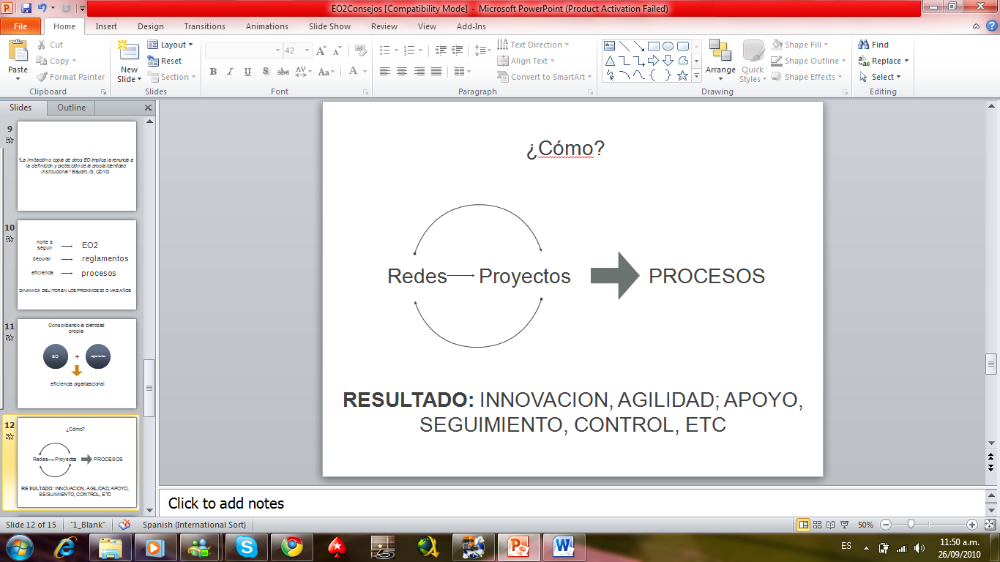 EO2Consejos [Compatibility Mode] - Microsoft PowerPoint (Product Activation Failed)
File Home Insert Design Transitions Animations Slide Show Review View Add-Ins
Paste
Cut
Copy
Format Painter
Clipboard
New Slide
Layout
Reset
Section
Slides
42
B I U S abc AV Aa A
Font
Paragraph
Text Direction
Align Text
Convert to SmartArt
Arrange
Quick Styles
Shape Fill
Shape Outline
Shape Effects
Drawing
Find
Replace
Select
Editing
Slides Outline
9
"La imitación o copia de otros EO implica la renuncia a
la definición y protección de la propia identidad
institucional." Baudrit, G, (2010)
10
norte a seguir EO2
depurar reglamentos
eficiencia procesos
DINAMICA DEL ITCR EN LOS PROXIMOS 20 O MAS AÑOS
11
Consolidando la identidad
propia
EO + reglamentos
eficiencia organizacional
12
¿Cómo?
Redes Proyectos PROCESOS
RESULTADO: INNOVACION, AGILIDAD; APOYO,
SEGUIMIENTO, CONTROL, ETC
¿Cómo?
Redes Proyectos PROCESOS
RESULTADO: INNOVACION, AGILIDAD; APOYO,
SEGUIMIENTO, CONTROL, ETC
Click to add notes
Slide 12 of 15 "1_Blank" Spanish (International Sort) 50%
ES 11:50 a.m.
26/09/2010